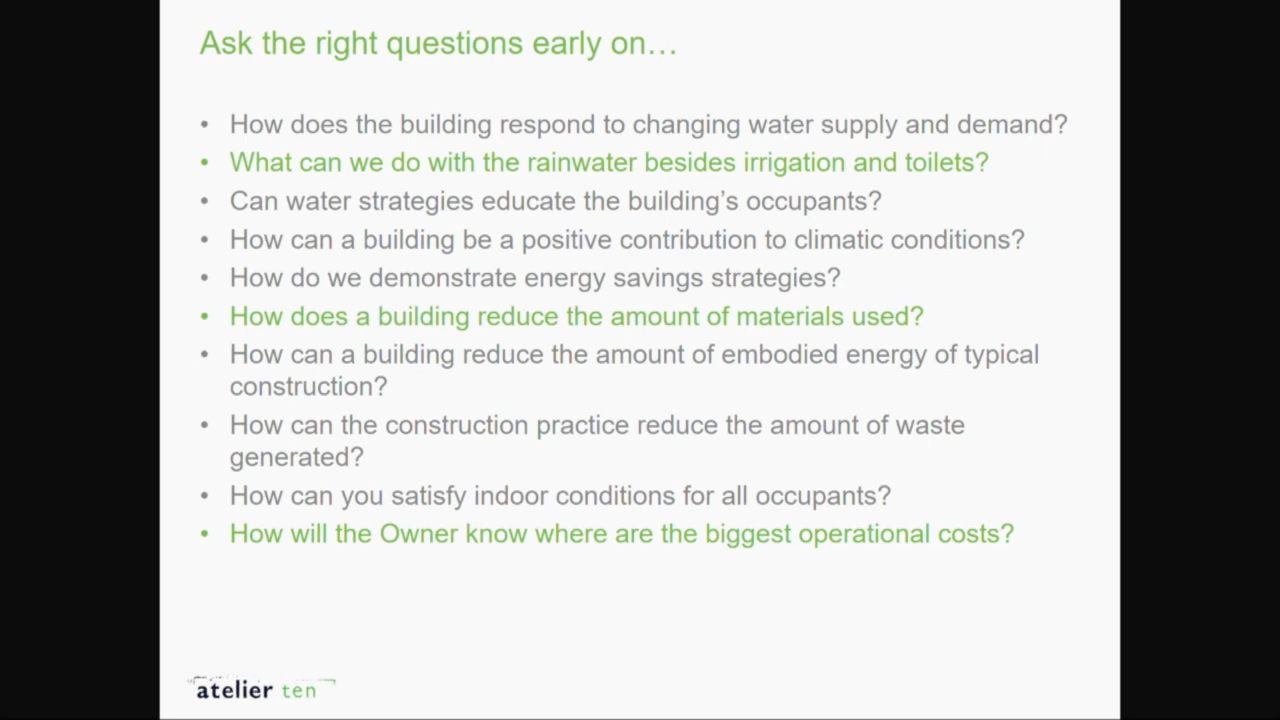 Ask the right questions early on…
• How does the building respond to changing water supply and demand?
• What can we do with the rainwater besides irrigation and toilets?
• Can water strategies educate the building’s occupants?
• How can a building be a positive contribution to climatic conditions?
• How do we demonstrate energy savings strategies?
• How does a building reduce the amount of materials used?
• How can a building reduce the amount of embodied energy of typical
construction?
• How can the construction practice reduce the amount of waste
generated?
• How can you satisfy indoor conditions for all occupants?
• How will the Owner know where are the biggest operational costs?
atelier ten